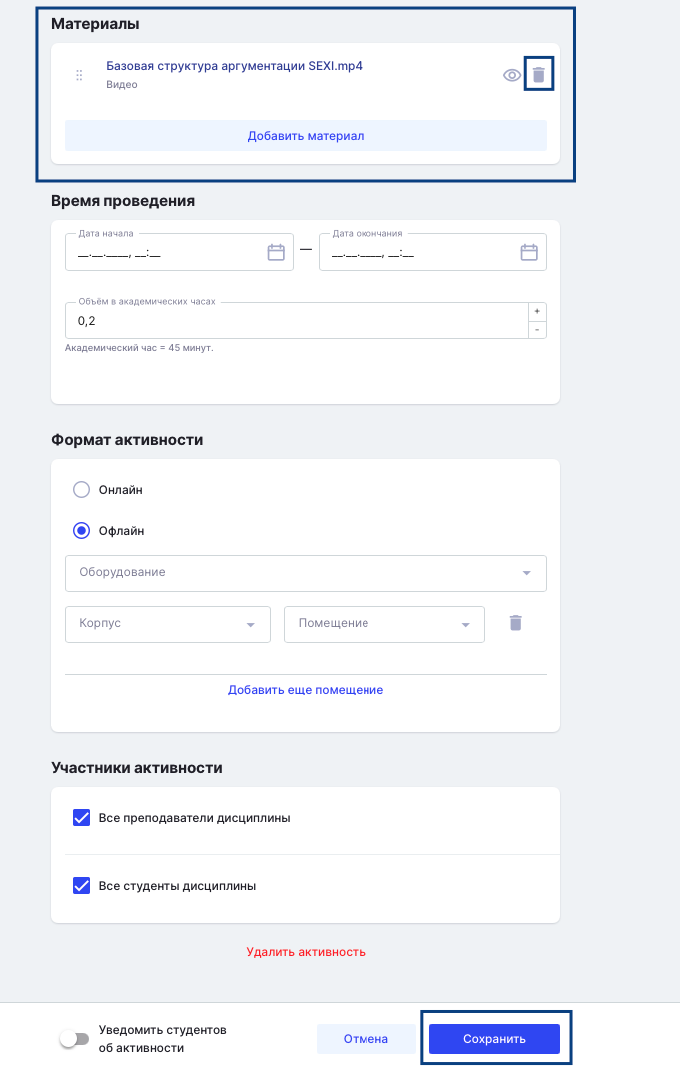 Материалы
Базовая структура аргументации SEXI.mp4
Видео
Добавить материал
Время проведения
Дата начала
Дата окончания
__.__.____, __:__
—
__.__.____, __:__
Объём в академических часах
0,2
+
-
Академический час = 45 минут.
Формат активности
Онлайн
Офлайн
Оборудование
Корпус
Помещение
Добавить еще помещение
Участники активности
Все преподаватели дисциплины
Все студенты дисциплины
Удалить активность
Уведомить студентов
об активности
Отмена
Сохранить